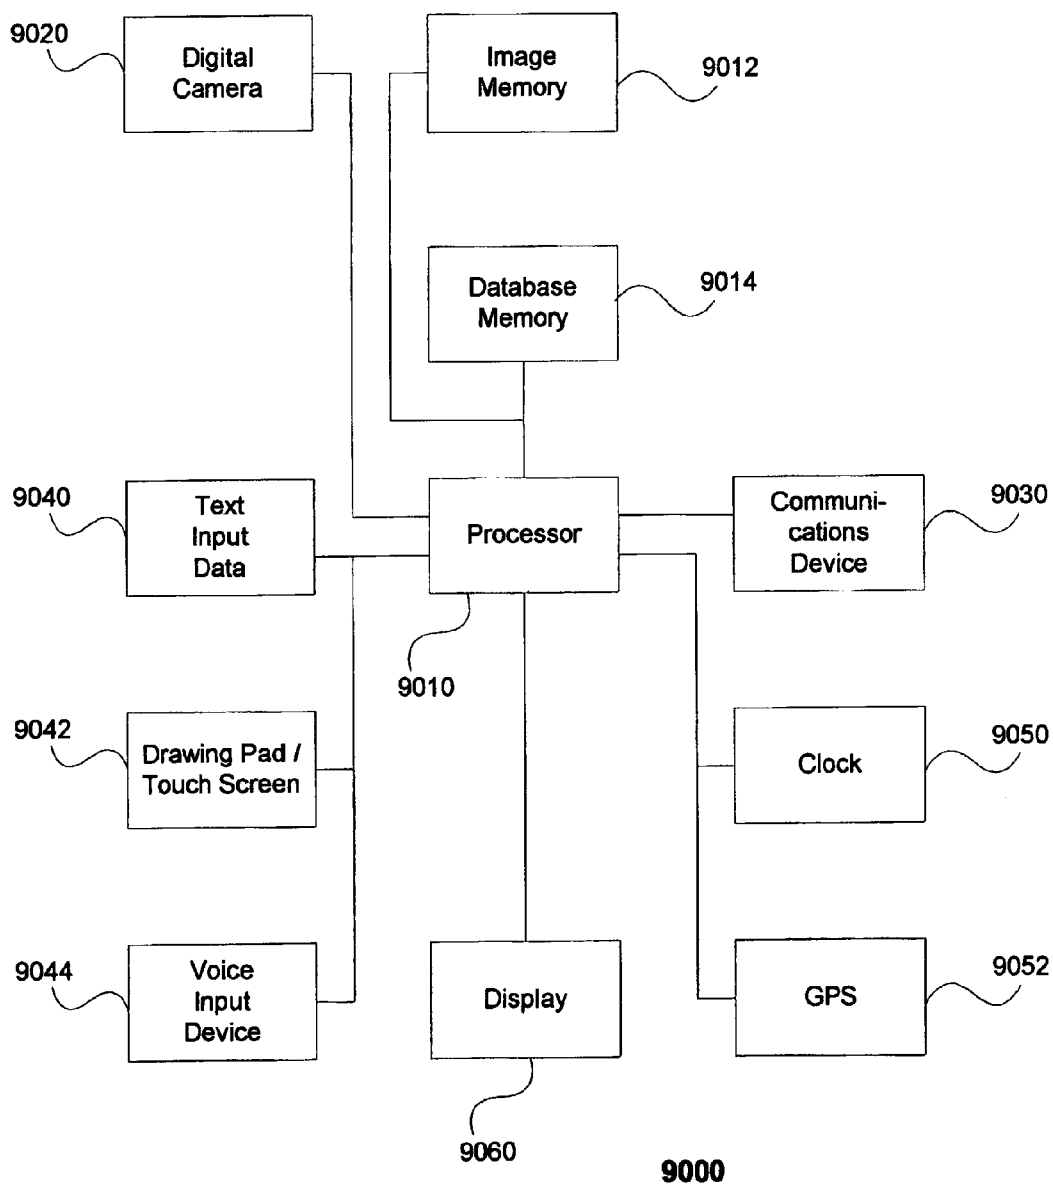 9020
Digital
Camera
Image
Memory
9012
Database
Memory
9014
9040
Text
Input
Data
Processor
9010
Communi-
cations
Device
9030
9042
Drawing Pad /
Touch Screen
Clock
9050
9044
Voice
Input
Device
Display
9060
GPS
9052
9000